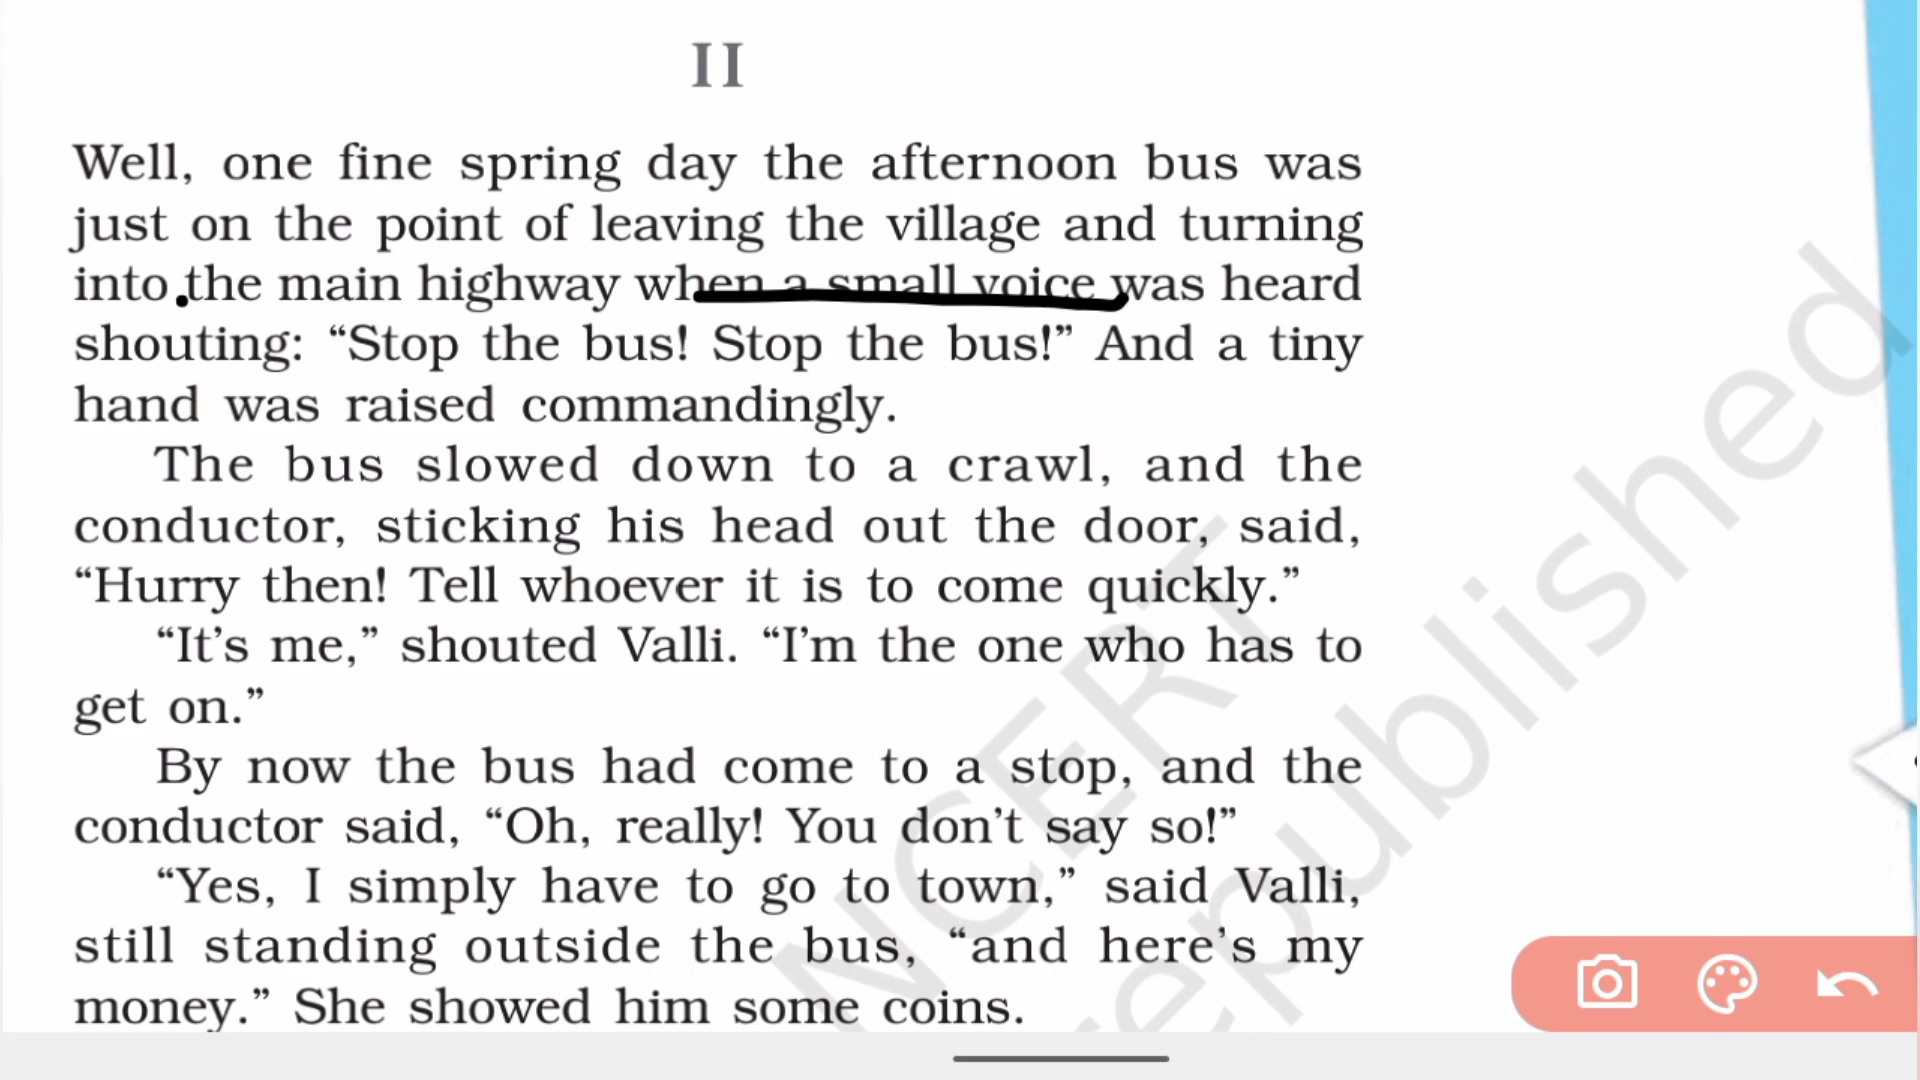 II
Well, one fine spring day the afternoon bus was
just on the point of leaving the village and turning
into the main highway when a small voice was heard
shouting: “Stop the bus! Stop the bus!” And a tiny
hand was raised commandingly.
The bus slowed down to a crawl, and the
conductor, sticking his head out the door, said,
“Hurry then! Tell whoever it is to come quickly.”
“It’s me,” shouted Valli. “I’m the one who has to
get on.”
By now the bus had come to a stop, and the
conductor said, “Oh, really! You don’t say so!”
“Yes, I simply have to go to town,” said Valli,
still standing outside the bus, “and here’s my
money.” She showed him some coins.
NCERT
republished